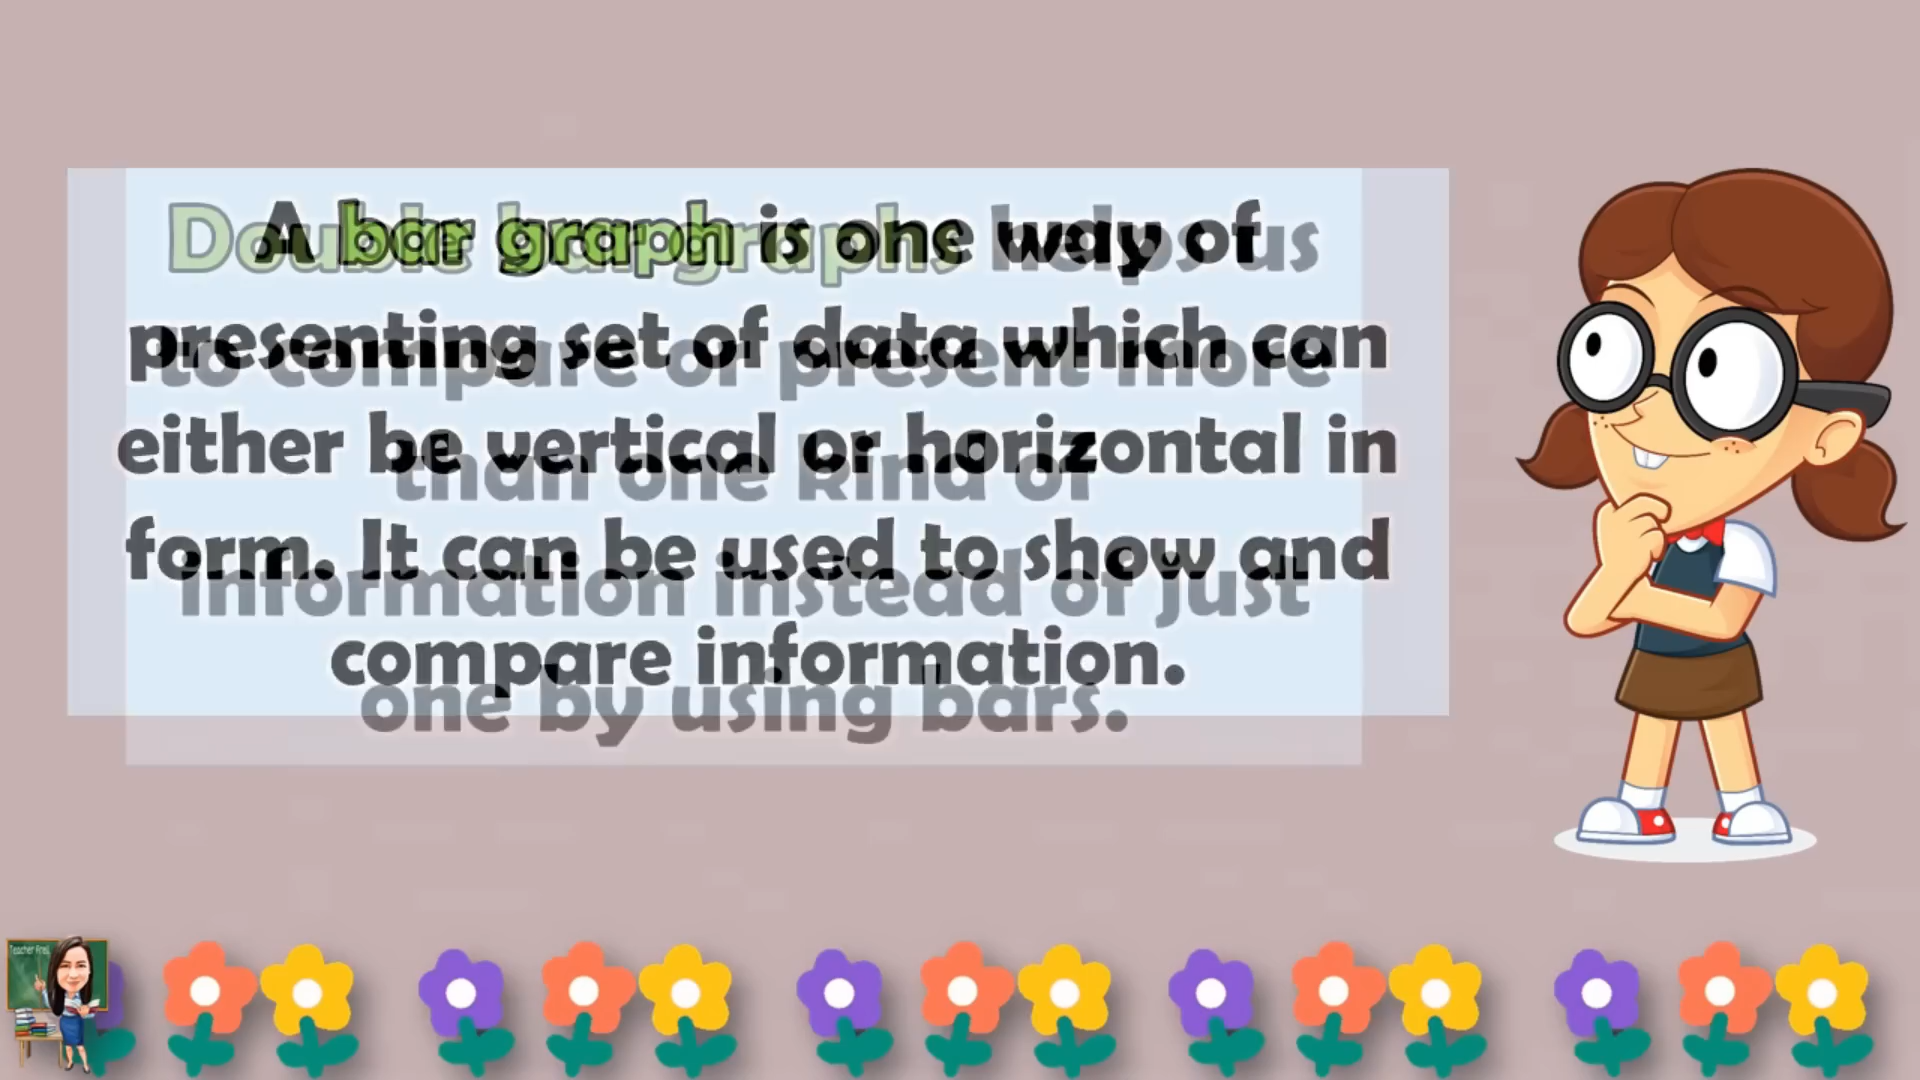 A bar graph is one way of
presenting set of data which can
either be vertical or horizontal in
form. It can be used to show and
compare information.
Double bar graphs helps us
to compare or present more
than one kind of
information instead of just
one by using bars.